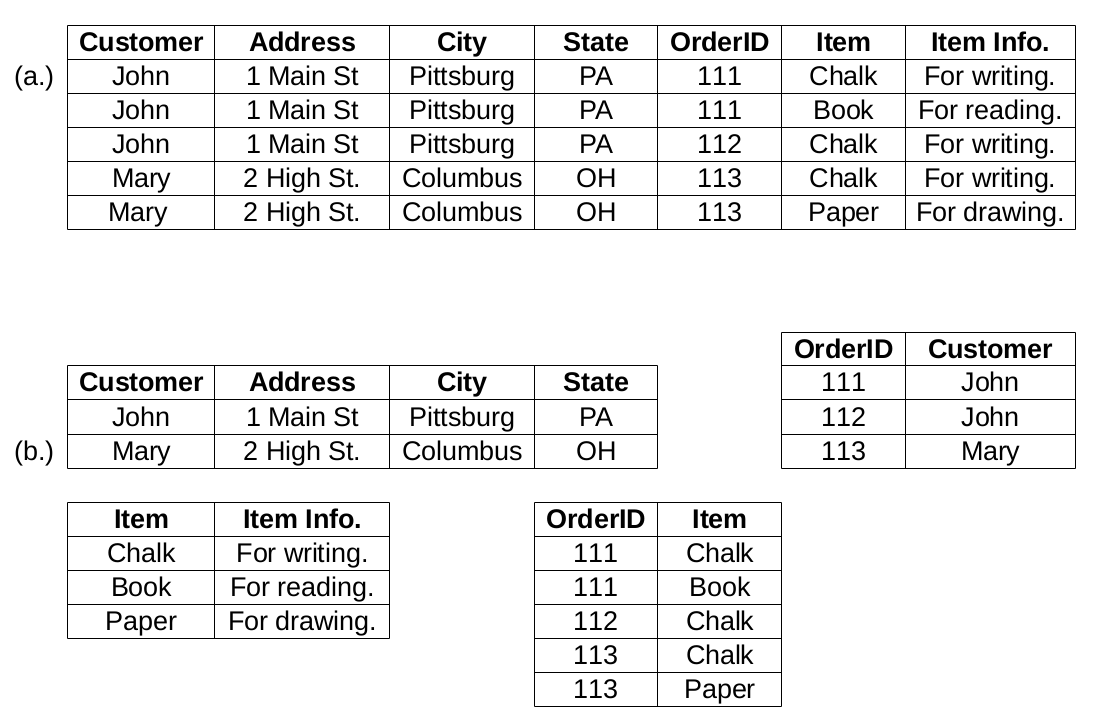 Customer Address City State OrderID Item Item Info.
(a.) John 1 Main St Pittsburg PA 111 Chalk For writing.
John 1 Main St Pittsburg PA 111 Book For reading.
John 1 Main St Pittsburg PA 112 Chalk For writing.
Mary 2 High St. Columbus OH 113 Chalk For writing.
Mary 2 High St. Columbus OH 113 Paper For drawing.
Customer Address City State
John 1 Main St Pittsburg PA
(b.) Mary 2 High St. Columbus OH
OrderID Customer
111 John
112 John
113 Mary
Item Item Info.
Chalk For writing.
Book For reading.
Paper For drawing.
OrderID Item
111 Chalk
111 Book
112 Chalk
113 Chalk
113 Paper